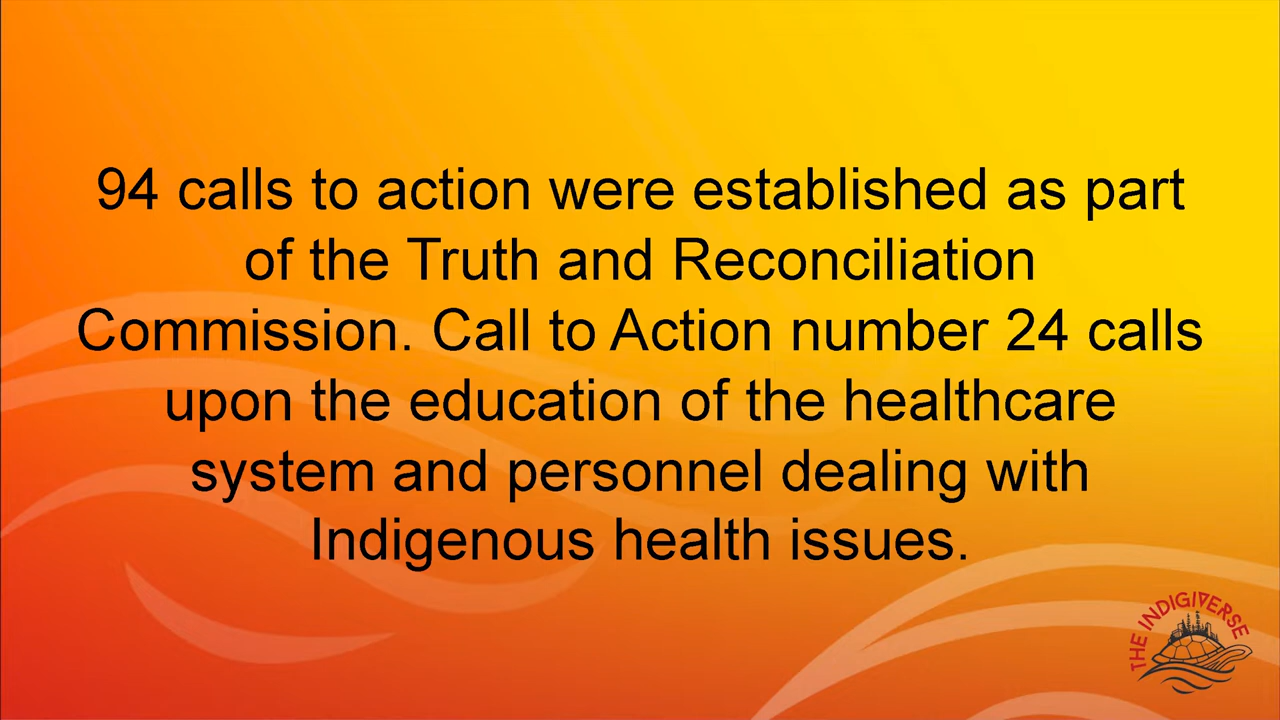 94 calls to action were established as part
of the Truth and Reconciliation
Commission. Call to Action number 24 calls
upon the education of the healthcare
system and personnel dealing with
Indigenous health issues.
THE INDIGIVERSE